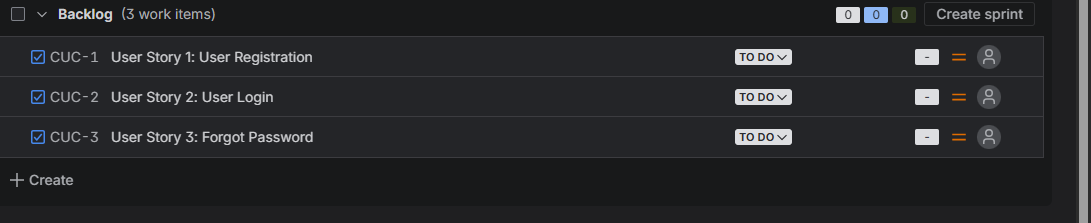 Backlog (3 work items) 0 0 0 Create sprint
CUC-1 User Story 1: User Registration TO DO -
CUC-2 User Story 2: User Login TO DO -
CUC-3 User Story 3: Forgot Password TO DO -
+ Create